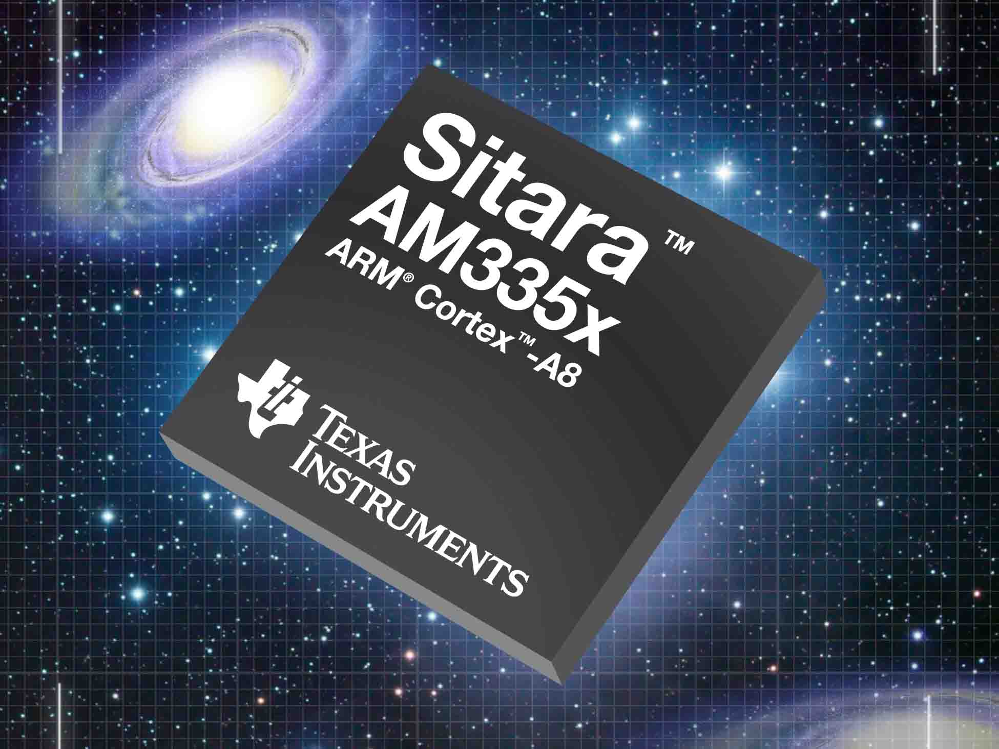 Sitara™
AM335x
ARM® Cortex™-A8
TEXAS
INSTRUMENTS